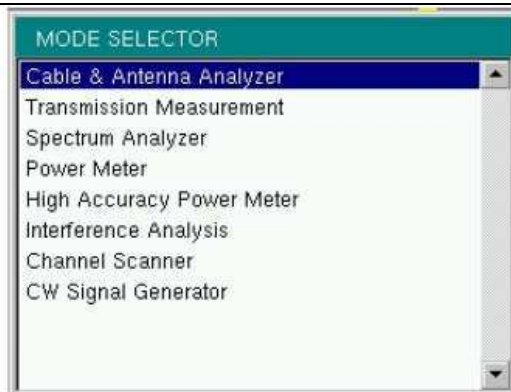 MODE SELECTOR
Cable & Antenna Analyzer
Transmission Measurement
Spectrum Analyzer
Power Meter
High Accuracy Power Meter
Interference Analysis
Channel Scanner
CW Signal Generator